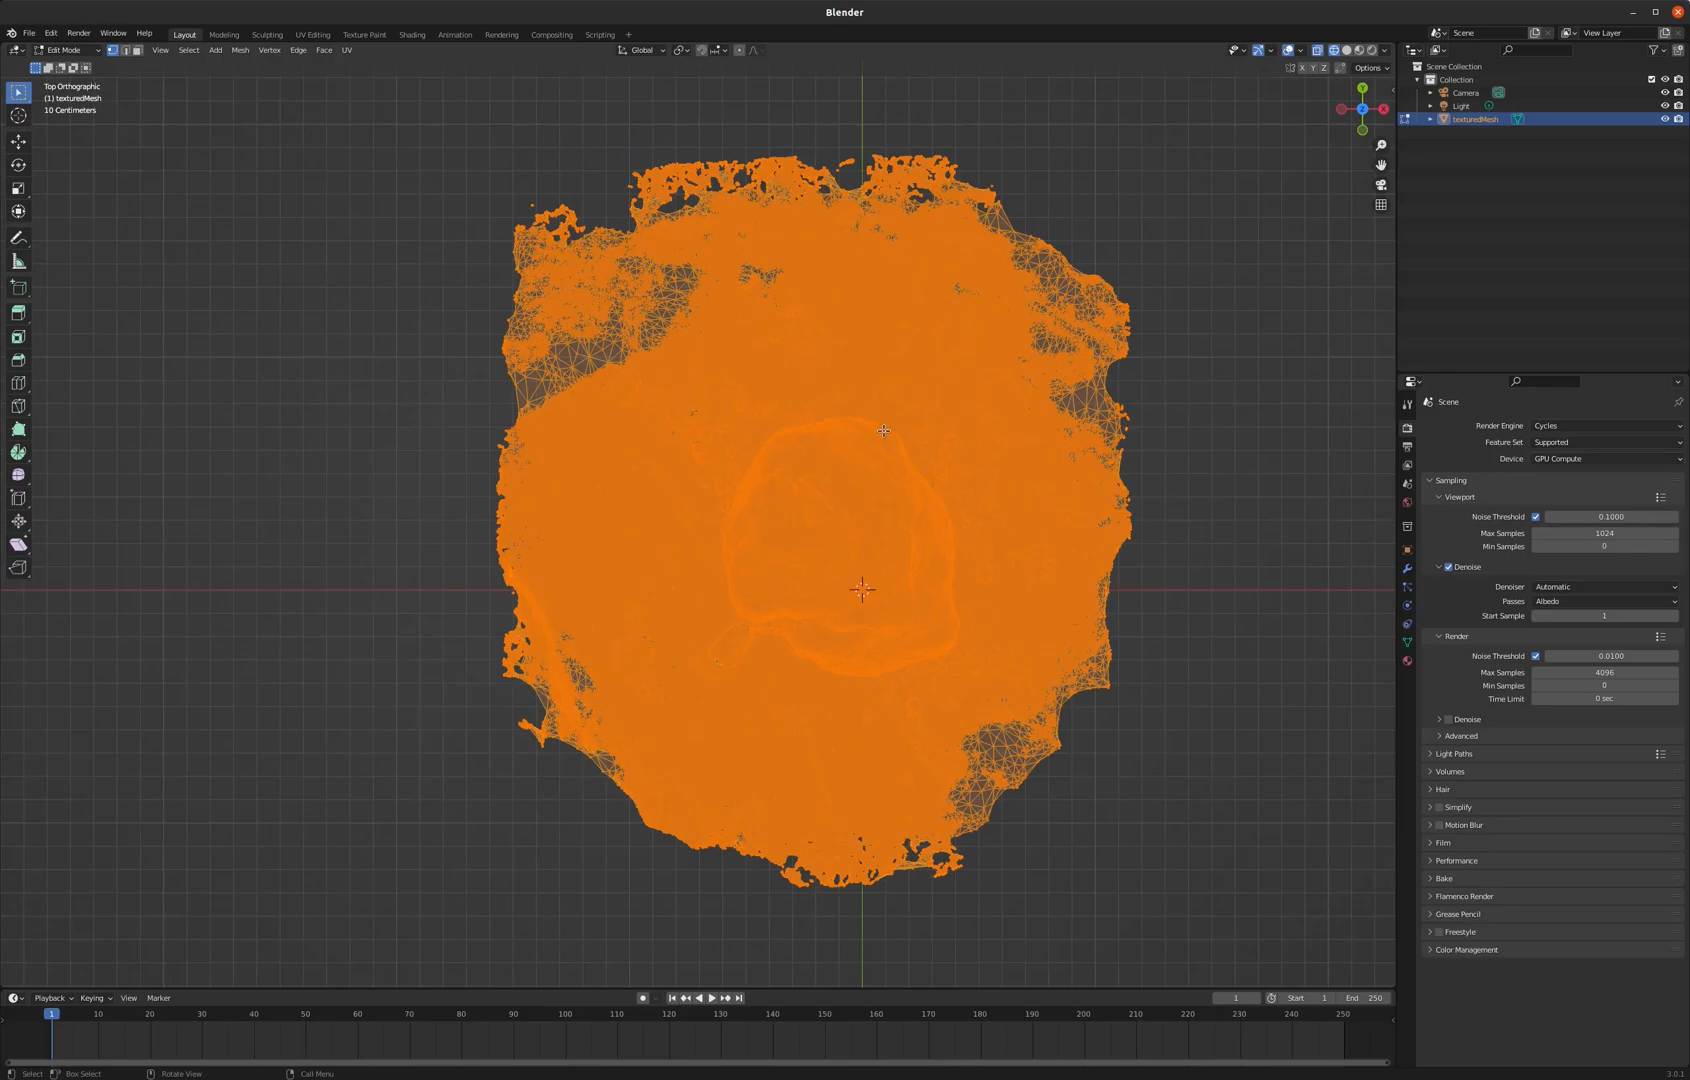 Blender
File Edit Render Window Help
Layout Modeling Sculpting UV Editing Texture Paint Shading Animation Rendering Compositing Scripting +
Scene
View Layer
Edit Mode
View Select Add Mesh Vertex Edge Face UV
Global
X Y Z
Options
Top Orthographic
(1) texturedMesh
10 Centimeters
Y
Z
X
Scene Collection
Collection
Camera
Light
texturedMesh
Scene
Render Engine Cycles
Feature Set Supported
Device GPU Compute
Sampling
Viewport
Noise Threshold 0.1000
Max Samples 1024
Min Samples 0
Denoise
Denoiser Automatic
Passes Albedo
Start Sample 1
Render
Noise Threshold 0.0100
Max Samples 4096
Min Samples 0
Time Limit 0 sec
Denoise
Advanced
Light Paths
Volumes
Hair
Simplify
Motion Blur
Film
Performance
Bake
Flamenco Render
Grease Pencil
Freestyle
Color Management
Playback Keying View Marker
1 Start 1 End 250
1 10 20 30 40 50 60 70 80 90 100 110 120 130 140 150 160 170 180 190 200 210 220 230 240 250
Select Box Select Rotate View Call Menu
3.0.1